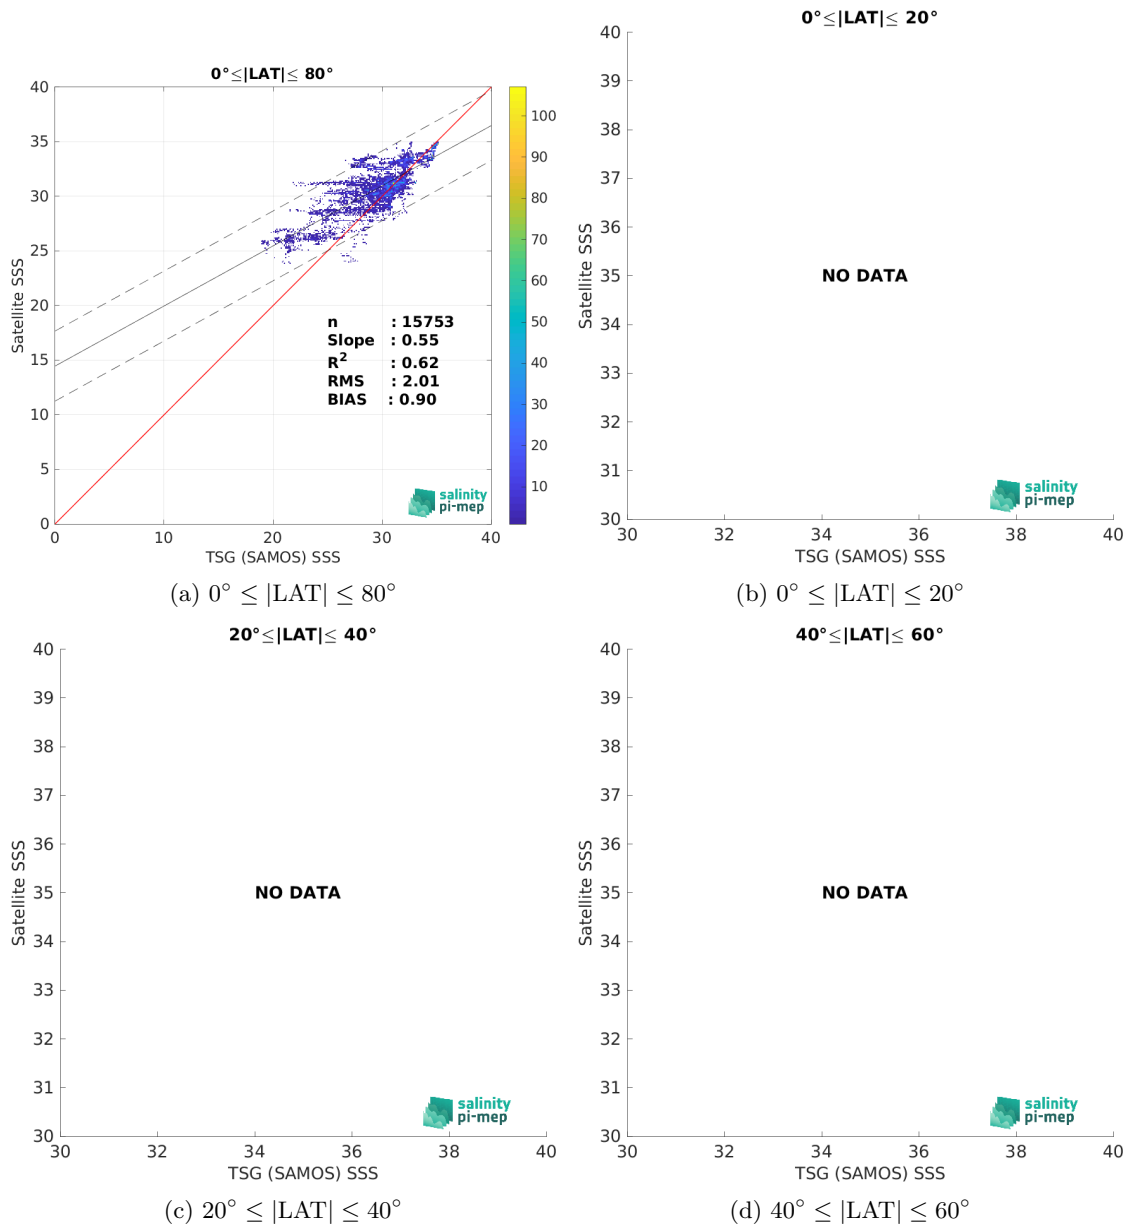 0°≤|LAT|≤ 80°
40
35
30
25
20
15
10
5
0
Satellite SSS
n : 15753
Slope : 0.55
R² : 0.62
RMS : 2.01
BIAS : 0.90
salinity
pi-mep
0 10 20 30 40
TSG (SAMOS) SSS
100
90
80
70
60
50
40
30
20
10
(a) 0° ≤ |LAT| ≤ 80°
0°≤|LAT|≤ 20°
40
39
38
37
36
35
34
33
32
31
30
Satellite SSS
NO DATA
salinity
pi-mep
30 32 34 36 38 40
TSG (SAMOS) SSS
(b) 0° ≤ |LAT| ≤ 20°
20°≤|LAT|≤ 40°
40
39
38
37
36
35
34
33
32
31
30
Satellite SSS
NO DATA
salinity
pi-mep
30 32 34 36 38 40
TSG (SAMOS) SSS
(c) 20° ≤ |LAT| ≤ 40°
40°≤|LAT|≤ 60°
40
39
38
37
36
35
34
33
32
31
30
Satellite SSS
NO DATA
salinity
pi-mep
30 32 34 36 38 40
TSG (SAMOS) SSS
(d) 40° ≤ |LAT| ≤ 60°